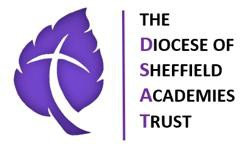 THE
DIOCESE OF
SHEFFIELD
ACADEMIES
TRUST